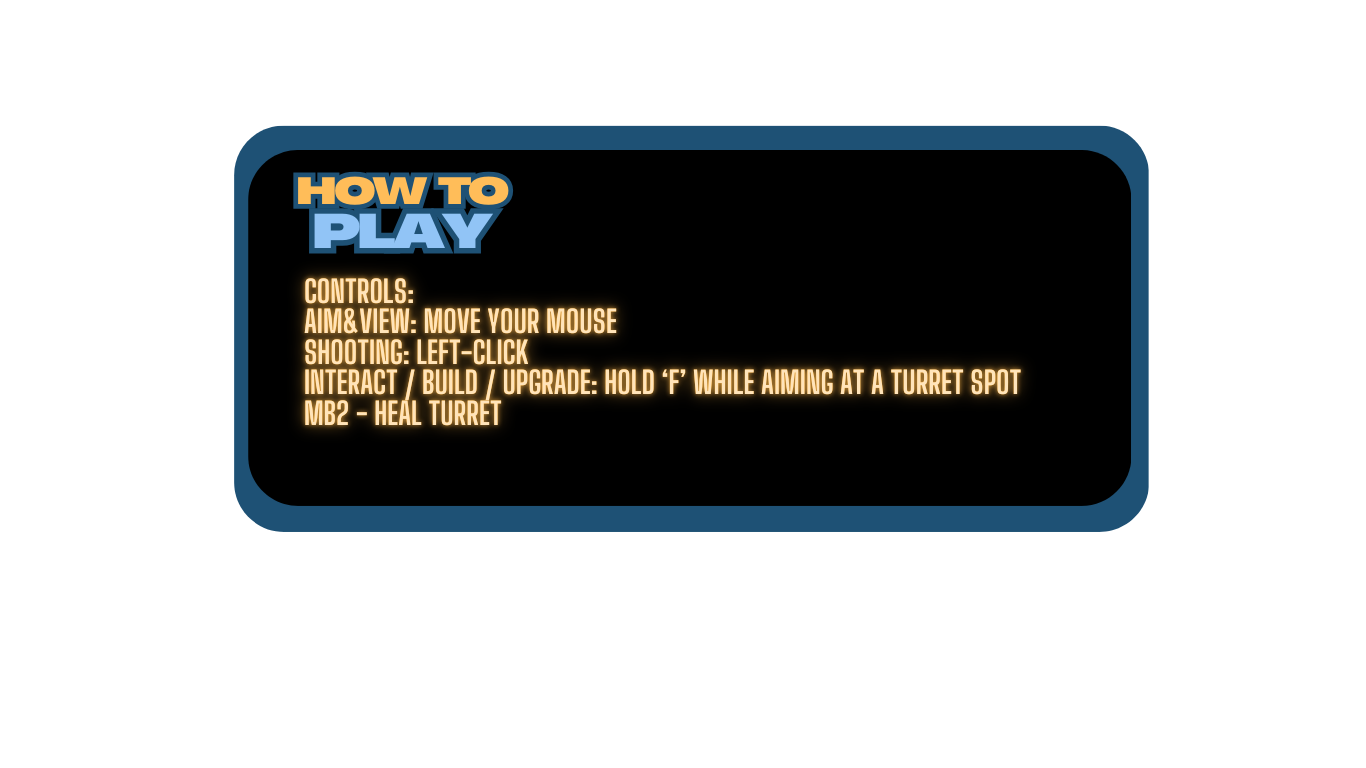 HOW TO
PLAY
CONTROLS:
AIM&VIEW: MOVE YOUR MOUSE
SHOOTING: LEFT-CLICK
INTERACT / BUILD / UPGRADE: HOLD ‘F’ WHILE AIMING AT A TURRET SPOT
MB2 - HEAL TURRET